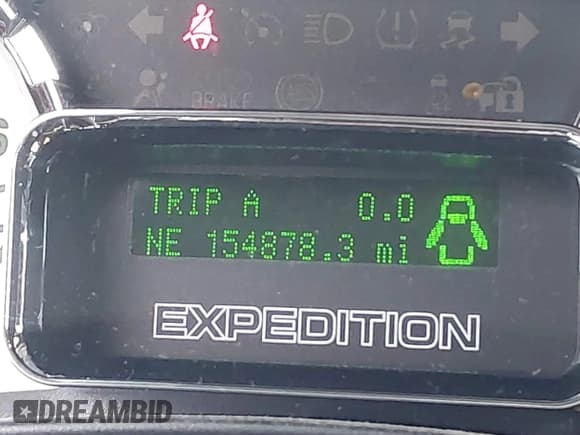 BRAKE
TRIP A 0.0
NE 154878.3 mi
EXPEDITION
DREAMBID